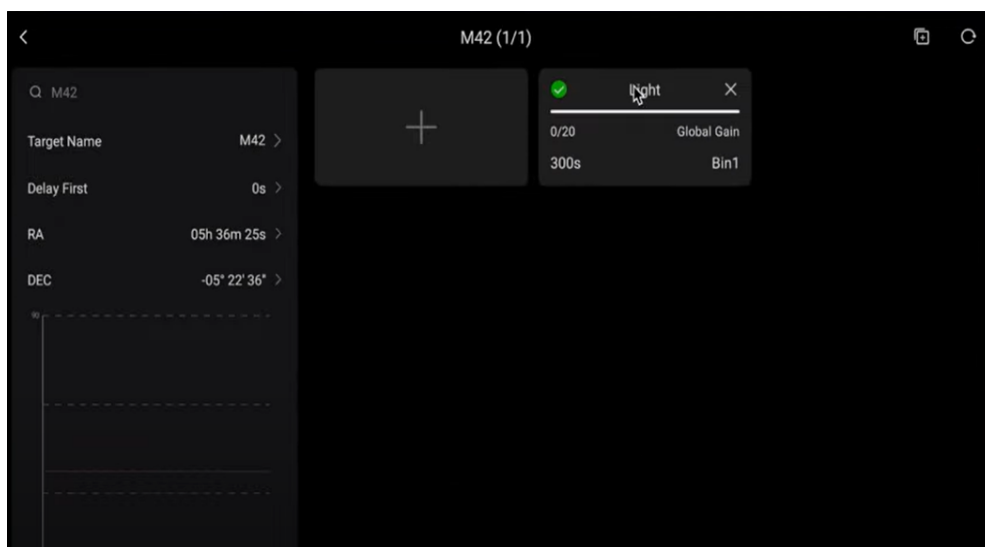 M42 (1/1)
M42
Target Name M42
Delay First 0s
RA 05h 36m 25s
DEC -05° 22' 36"
90
Light
0/20 Global Gain
300s Bin1